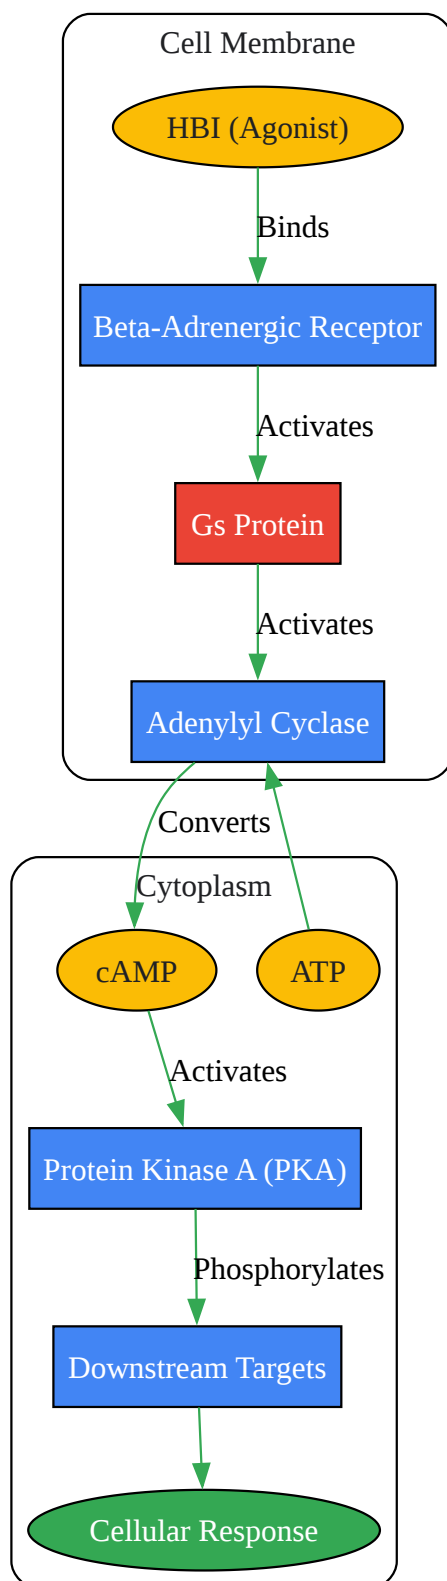 Cell Membrane
HBI (Agonist)
Binds
Beta-Adrenergic Receptor
Activates
Gs Protein
Activates
Adenylyl Cyclase
Converts
Cytoplasm
cAMP
ATP
Activates
Protein Kinase A (PKA)
Phosphorylates
Downstream Targets
Cellular Response